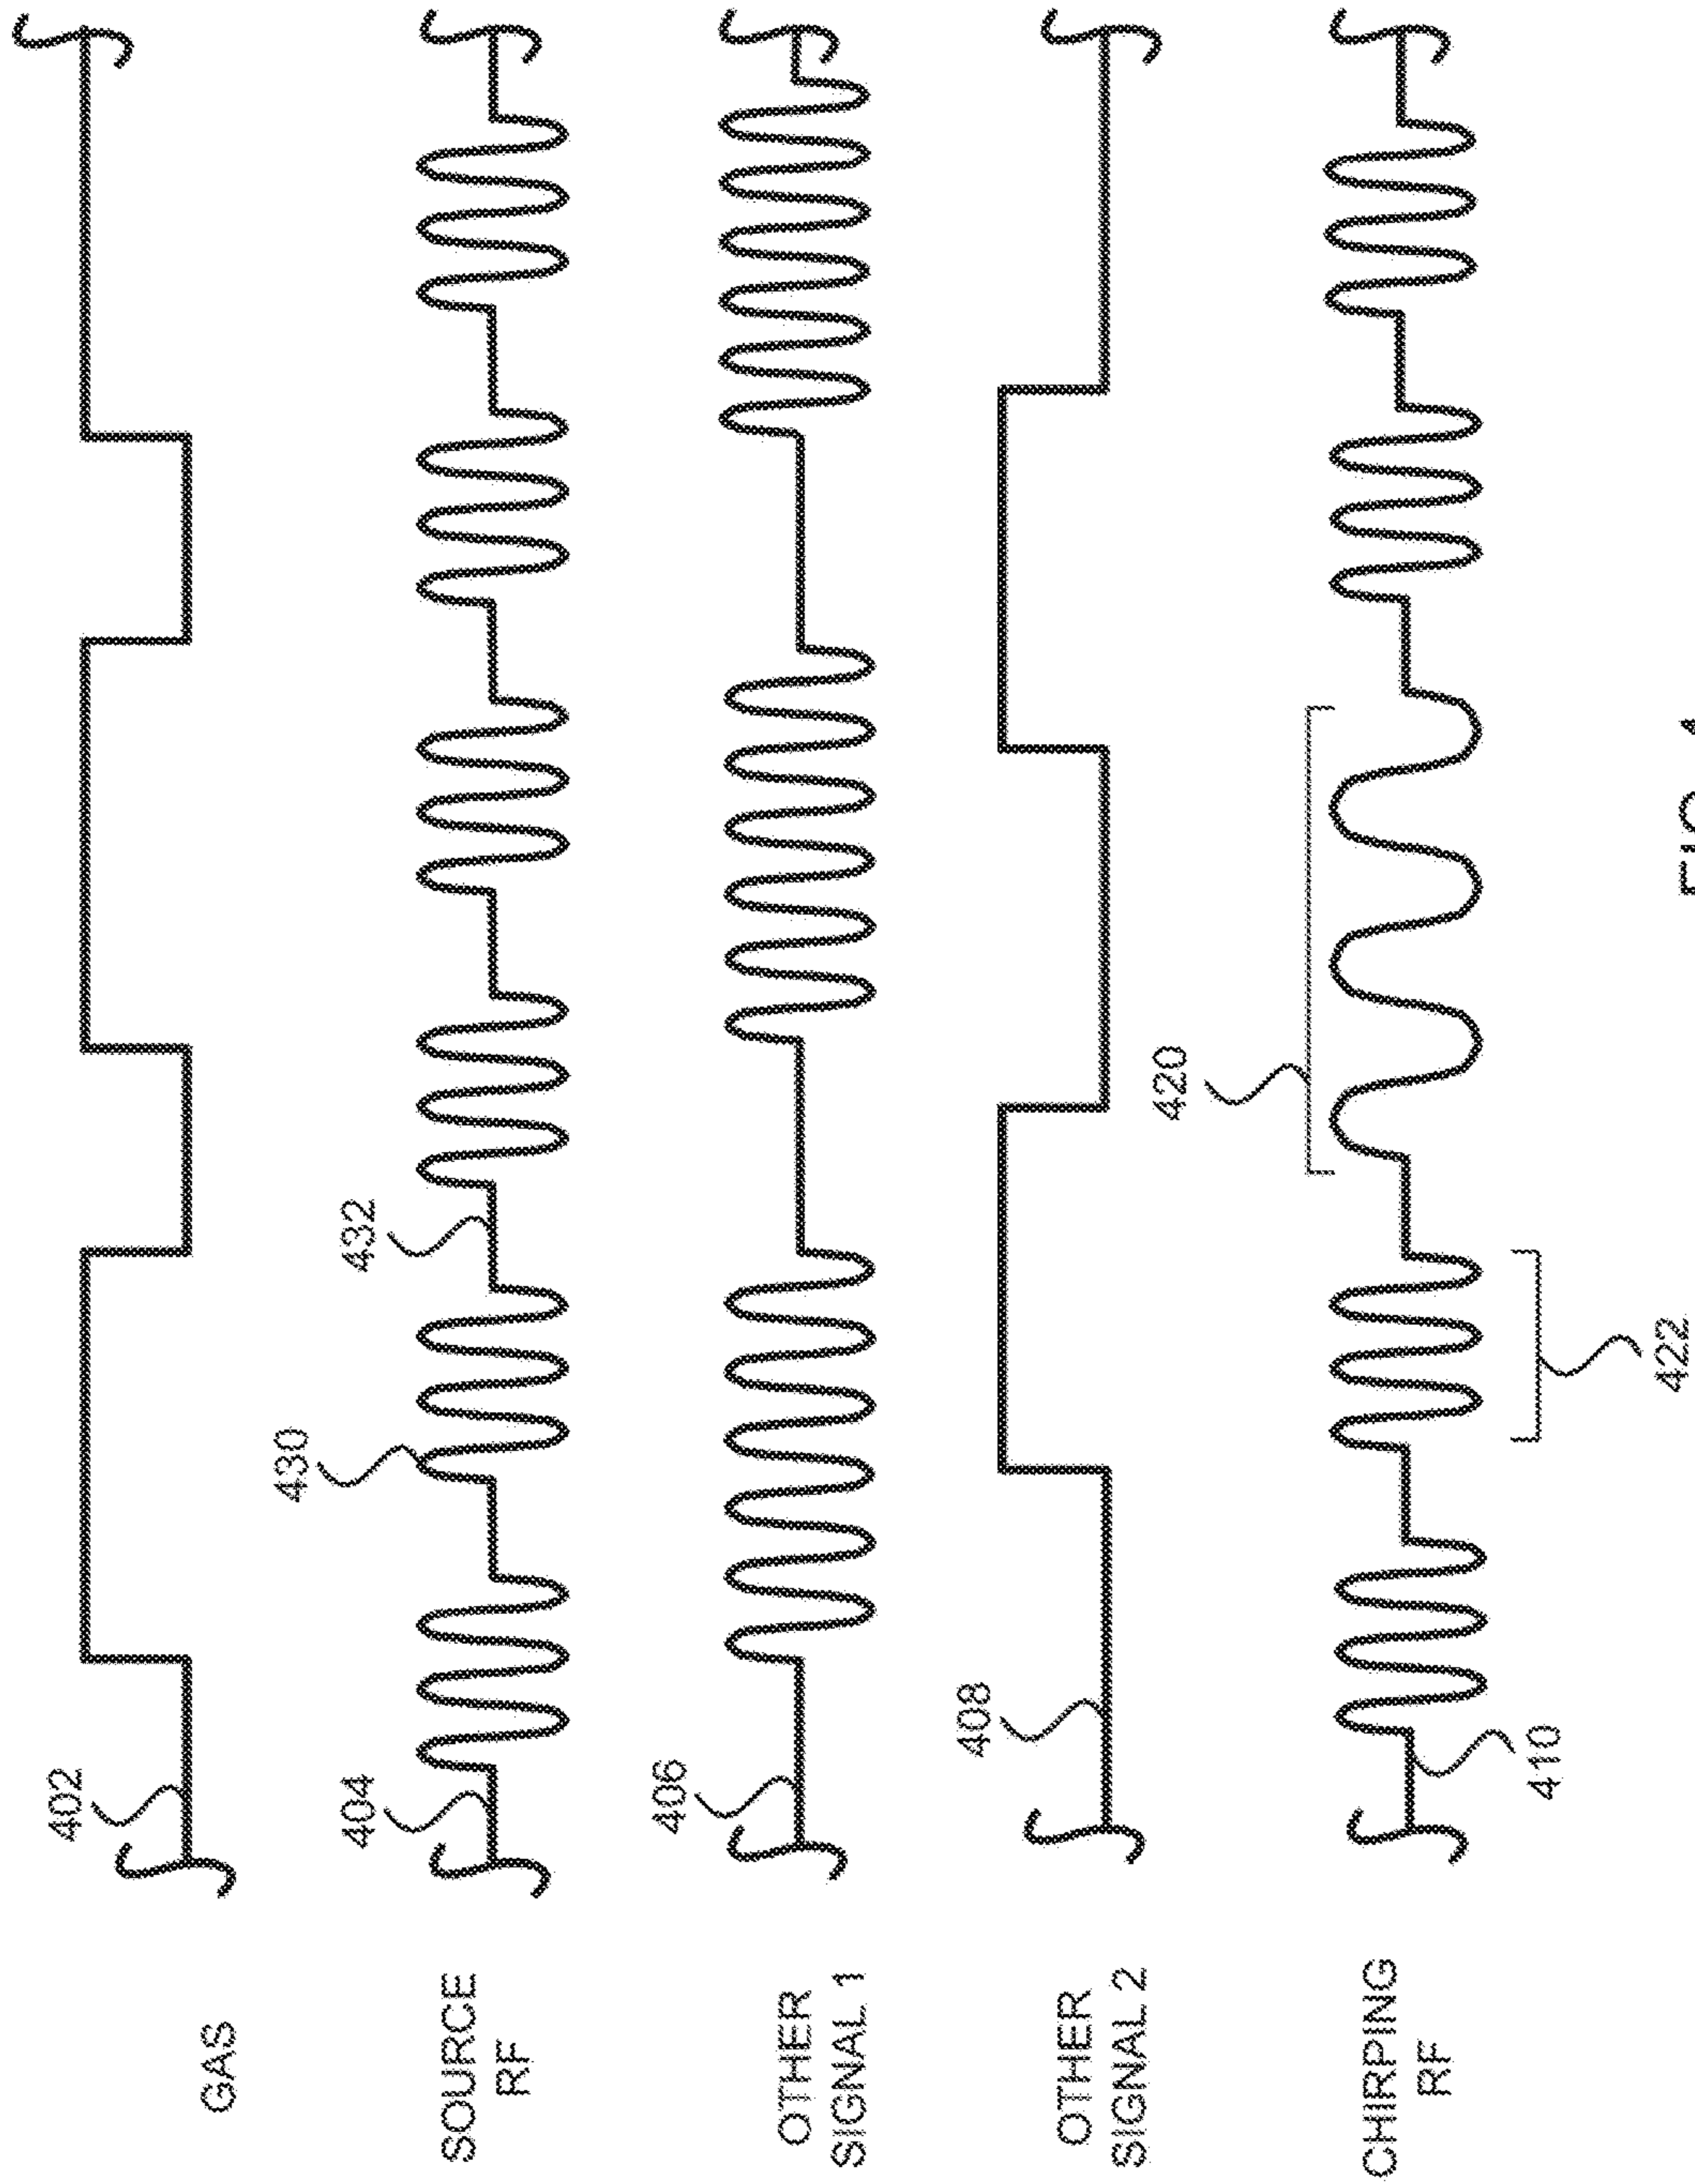 GAS
402
SOURCE
RF
404
430
432
OTHER
SIGNAL 1
406
OTHER
SIGNAL 2
408
CHIRPING
RF
410
420
422